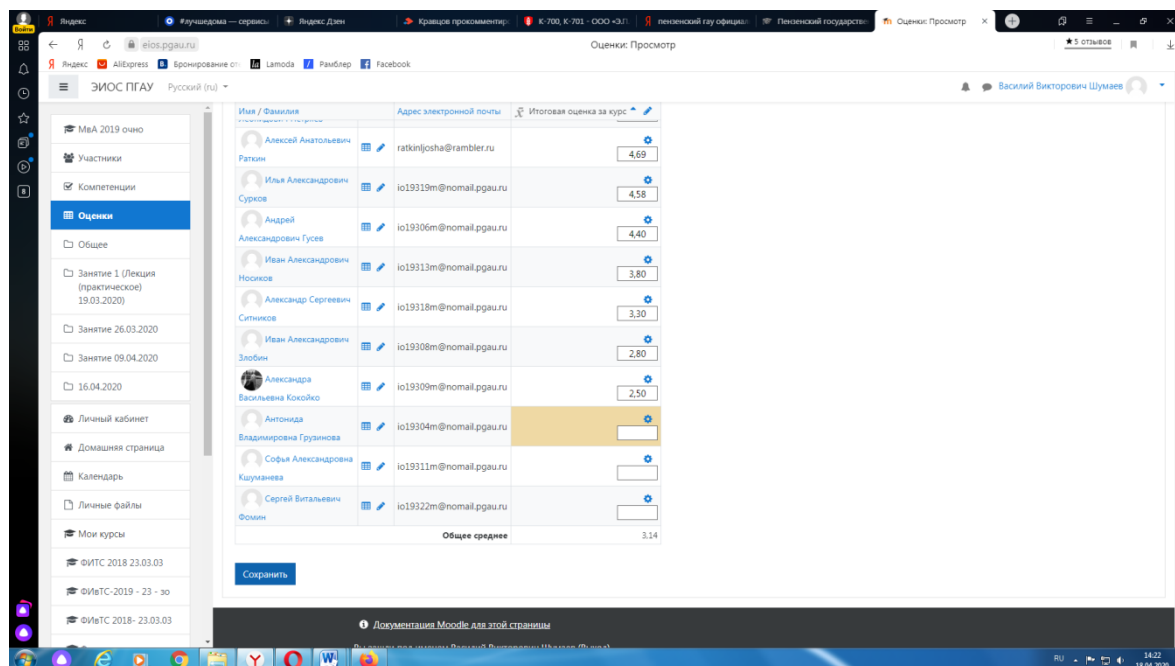 Войти
Яндекс
#лучшедома — сервисы
Яндекс Дзен
Кравцов прокомментир
К-700, К-701 - ООО «Э.П.
пензенский гау официал
Пензенский государстве
Оценки: Просмотр
eios.pgau.ru
Оценки: Просмотр
★ 5 отзывов
Яндекс
AliExpress
Бронирование от
Lamoda
Рамблер
Facebook
ЭИОС ПГАУ Русский (ru)
Василий Викторович Шумаев
МвА 2019 очно
Участники
Компетенции
Оценки
Общее
Занятие 1 (Лекция
(практическое)
19.03.2020)
Занятие 26.03.2020
Занятие 09.04.2020
16.04.2020
Личный кабинет
Домашняя страница
Календарь
Личные файлы
Мои курсы
ФИТС 2018 23.03.03
ФИвТС-2019 - 23 - зо
ФИвТС 2018- 23.03.03
Имя / Фамилия Адрес электронной почты Итоговая оценка за курс
Алексей Анатольевич
Раткин
ratkinljosha@rambler.ru
4,69
Илья Александрович
Сурков
io19319m@nomail.pgau.ru
4,58
Андрей
Александрович Гусев
io19306m@nomail.pgau.ru
4,40
Иван Александрович
Носиков
io19313m@nomail.pgau.ru
3,80
Александр Сергеевич
Ситников
io19318m@nomail.pgau.ru
3,30
Иван Александрович
Злобин
io19308m@nomail.pgau.ru
2,80
Александра
Васильевна Кокойко
io19309m@nomail.pgau.ru
2,50
Антонида
Владимировна Грузинова
io19304m@nomail.pgau.ru
Софья Александровна
Кшуманева
io19311m@nomail.pgau.ru
Сергей Витальевич
Фомин
io19322m@nomail.pgau.ru
Общее среднее 3,14
Сохранить
Документация Moodle для этой страницы
RU
14:22
18.04.2020